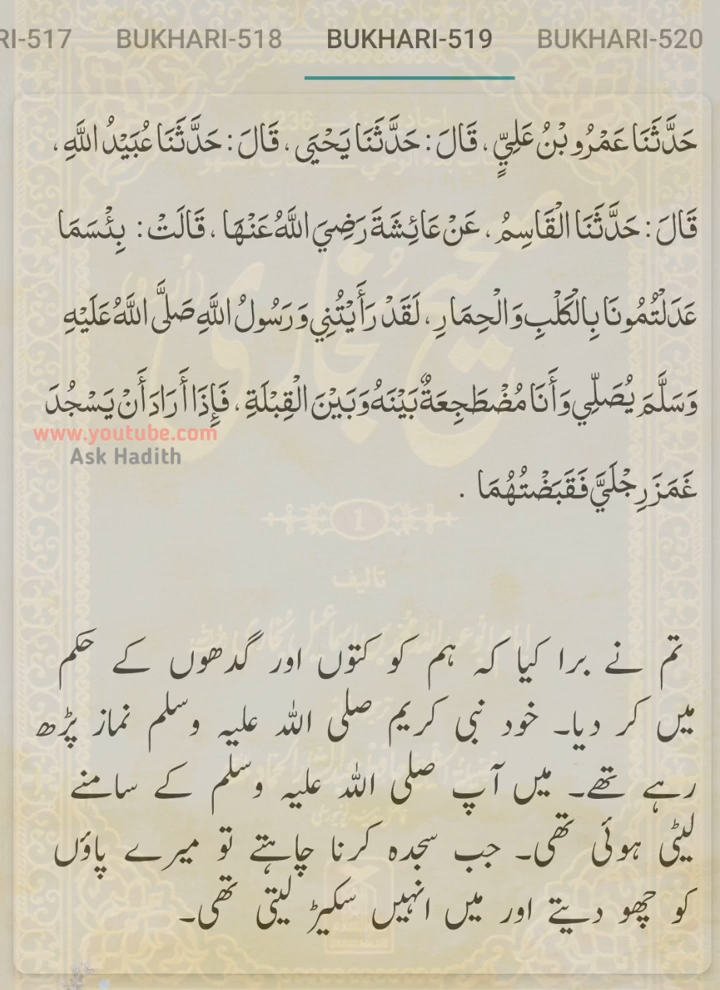 RI-517 BUKHARI-518 BUKHARI-519 BUKHARI-520
حَدَّثَنَا عَمْرُو بْنُ عَلِيٍّ ، قَالَ : حَدَّثَنَا يَحْيَى ، قَالَ : حَدَّثَنَا عُبَيْدُ اللَّهِ ،
قَالَ : حَدَّثَنَا الْقَاسِمُ ، عَنْ عَائِشَةَ رَضِيَ اللَّهُ عَنْهَا ، قَالَتْ : بِئْسَمَا
عَدَلْتُمُونَا بِالْكَلْبِ وَالْحِمَارِ ، لَقَدْ رَأَيْتُنِي وَرَسُولُ اللَّهِ صَلَّى اللَّهُ عَلَيْهِ
وَسَلَّمَ يُصَلِّي وَأَنَا مُضْطَجِعَةٌ بَيْنَهُ وَبَيْنَ الْقِبْلَةِ ، فَإِذَا أَرَادَ أَنْ يَسْجُدَ
www.youtube.com
Ask Hadith
غَمَزَ رِجْلَيَّ فَقَبَضْتُهُمَا .
1
تالیف
تم نے برا کیا کہ ہم کو کتوں اور گدھوں کے حکم
میں کر دیا۔ خود نبی کریم صلی اللہ علیہ وسلم نماز پڑھ
رہے تھے۔ میں آپ صلی اللہ علیہ وسلم کے سامنے
لیٹی ہوئی تھی۔ جب سجدہ کرنا چاہتے تو میرے پاؤں
کو چھو دیتے اور میں انہیں سکیڑ لیتی تھی۔